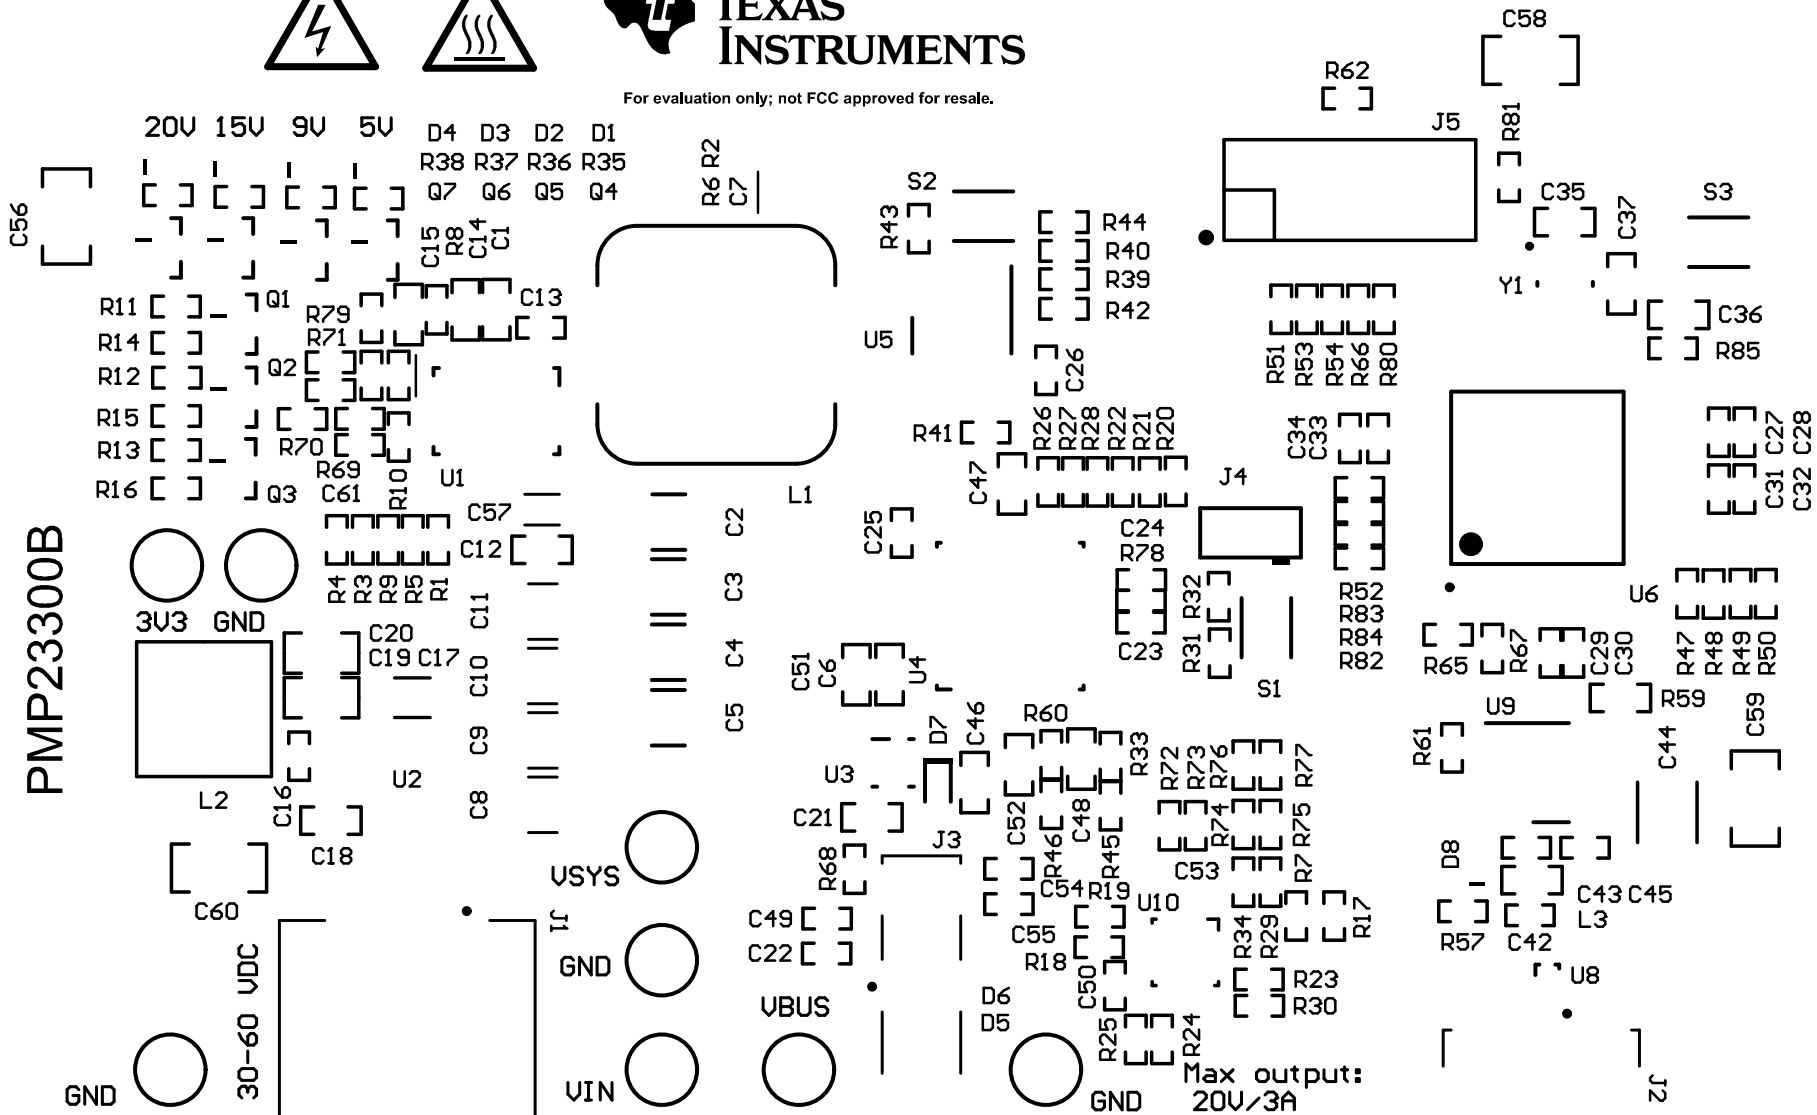 TEXAS
INSTRUMENTS
For evaluation only; not FCC approved for resale.
C58
R62
J5
R81
20V 15V 9V 5V
D4 D3 D2 D1
R38 R37 R36 R35
Q7 Q6 Q5 Q4
R6 R2
C7
S2
R43
R44
R40
R39
R42
C35
C37
S3
C56
C15
R8
C14
C1
Y1
R11
Q1
R79
R71
C13
U5
C36
R85
R14
R12
Q2
R15
R13
R16
Q3
R70
R69
C61
R10
U1
L1
C26
R51
R53
R54
R66
R80
R41
R26
R27
R28
R22
R21
R20
C34
C33
C27
C28
C47
J4
C31
C32
C57
C12
C2
C25
C24
R78
R4
R3
R9
R5
R1
C3
R32
R52
R83
R84
R82
U6
PMP23300B
3V3 GND
C11
C20
C19 C17
C10
C4
C51
C6
U4
C23
R31
S1
R65
R67
C29
C30
R47
R48
R49
R50
C5
C9
C8
D7
C46
R60
R33
R72
R73
R76
R77
U9
R59
R61
C44
C59
L2
C16
U2
U3
C21
C18
J3
C52
R46
C48
R45
R74
R75
C53
R7
D8
R68
VSYS
C60
J1
C49
C22
C54
R19
U10
C55
R18
C50
R34
R29
R17
C43 C45
L3
R57
C42
30-60 VDC
GND
VBUS
D6
D5
R23
R30
U8
R25
R24
GND
VIN
GND
Max output:
20V/3A
J2